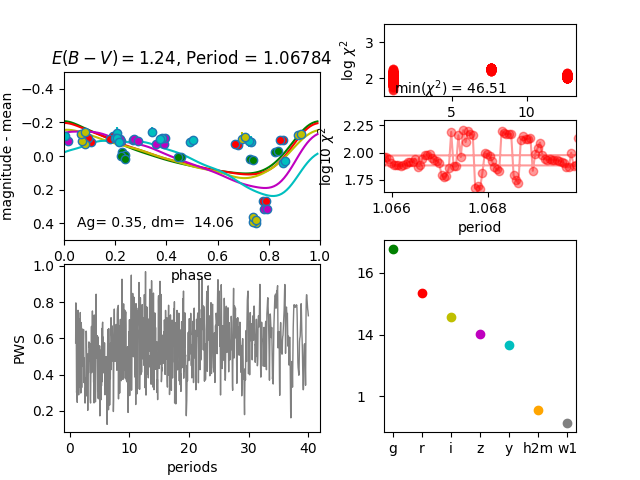 E(B − V) = 1.24, Period = 1.06784
magnitude - mean
−0.4
−0.2
0.0
0.2
0.4
Ag= 0.35, dm=  14.06
0.0 0.2 0.4 0.6 0.8 1.0
phase
log χ²
3
2
min(χ²) = 46.51
5 10
log10 χ²
2.25
2.00
1.75
1.066 1.068
period
PWS
1.0
0.8
0.6
0.4
0.2
0 10 20 30 40
periods
16
14
1
g r i z y h2m w1